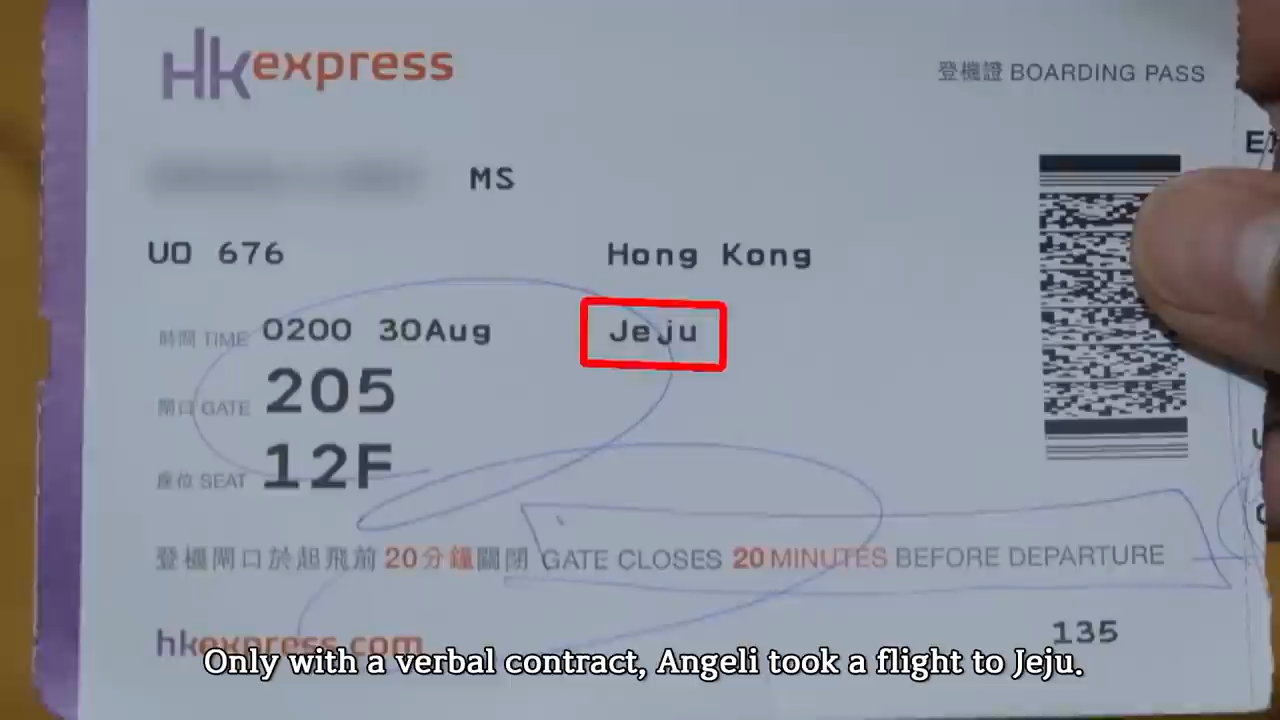 HK express
登機證 BOARDING PASS
MS
UO 676 Hong Kong
時間 TIME 0200 30Aug Jeju
閘口 GATE 205
座位 SEAT 12F
登機閘口於起飛前 20分鐘關閉 GATE CLOSES 20 MINUTES BEFORE DEPARTURE
hkexpress.com
135
Only with a verbal contract, Angeli took a flight to Jeju.